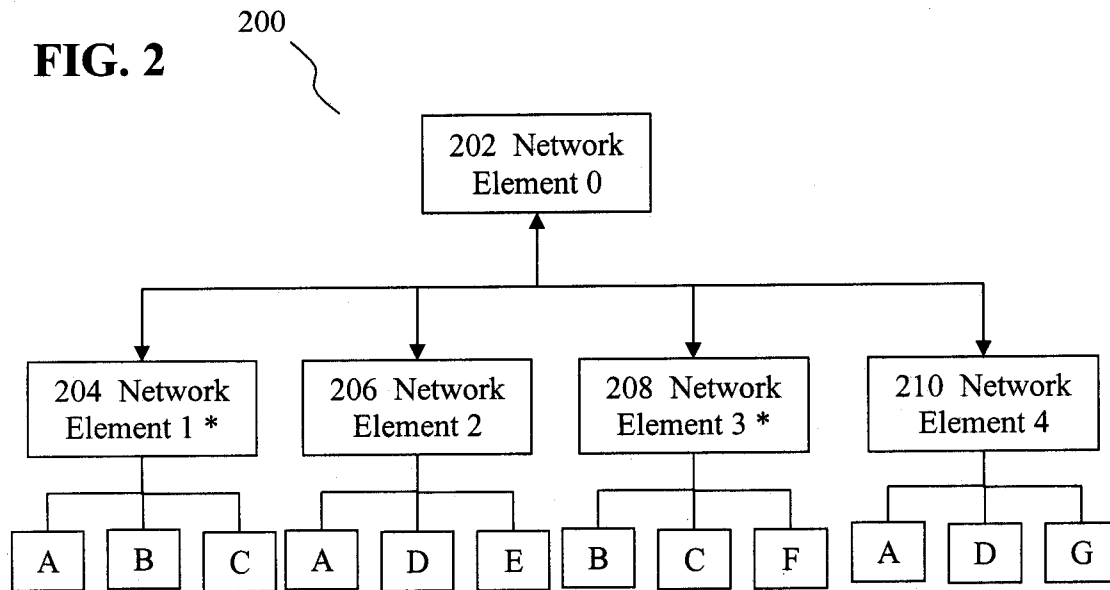 200
FIG. 2
202 Network
Element 0
204 Network
Element 1 *
206 Network
Element 2
208 Network
Element 3 *
210 Network
Element 4
A B C A D E B C F A D G